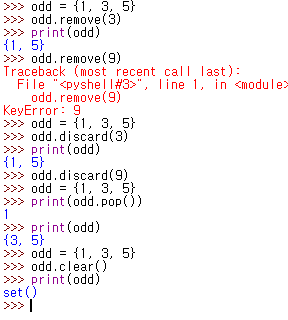 >>> odd = {1, 3, 5}
>>> odd.remove(3)
>>> print(odd)
{1, 5}
>>> odd.remove(9)
Traceback (most recent call last):
  File "<pyshell#3>", line 1, in <module>
    odd.remove(9)
KeyError: 9
>>> odd = {1, 3, 5}
>>> odd.discard(3)
>>> print(odd)
{1, 5}
>>> odd.discard(9)
>>> odd = {1, 3, 5}
>>> print(odd.pop())
1
>>> print(odd)
{3, 5}
>>> odd = {1, 3, 5}
>>> odd.clear()
>>> print(odd)
set()
>>>